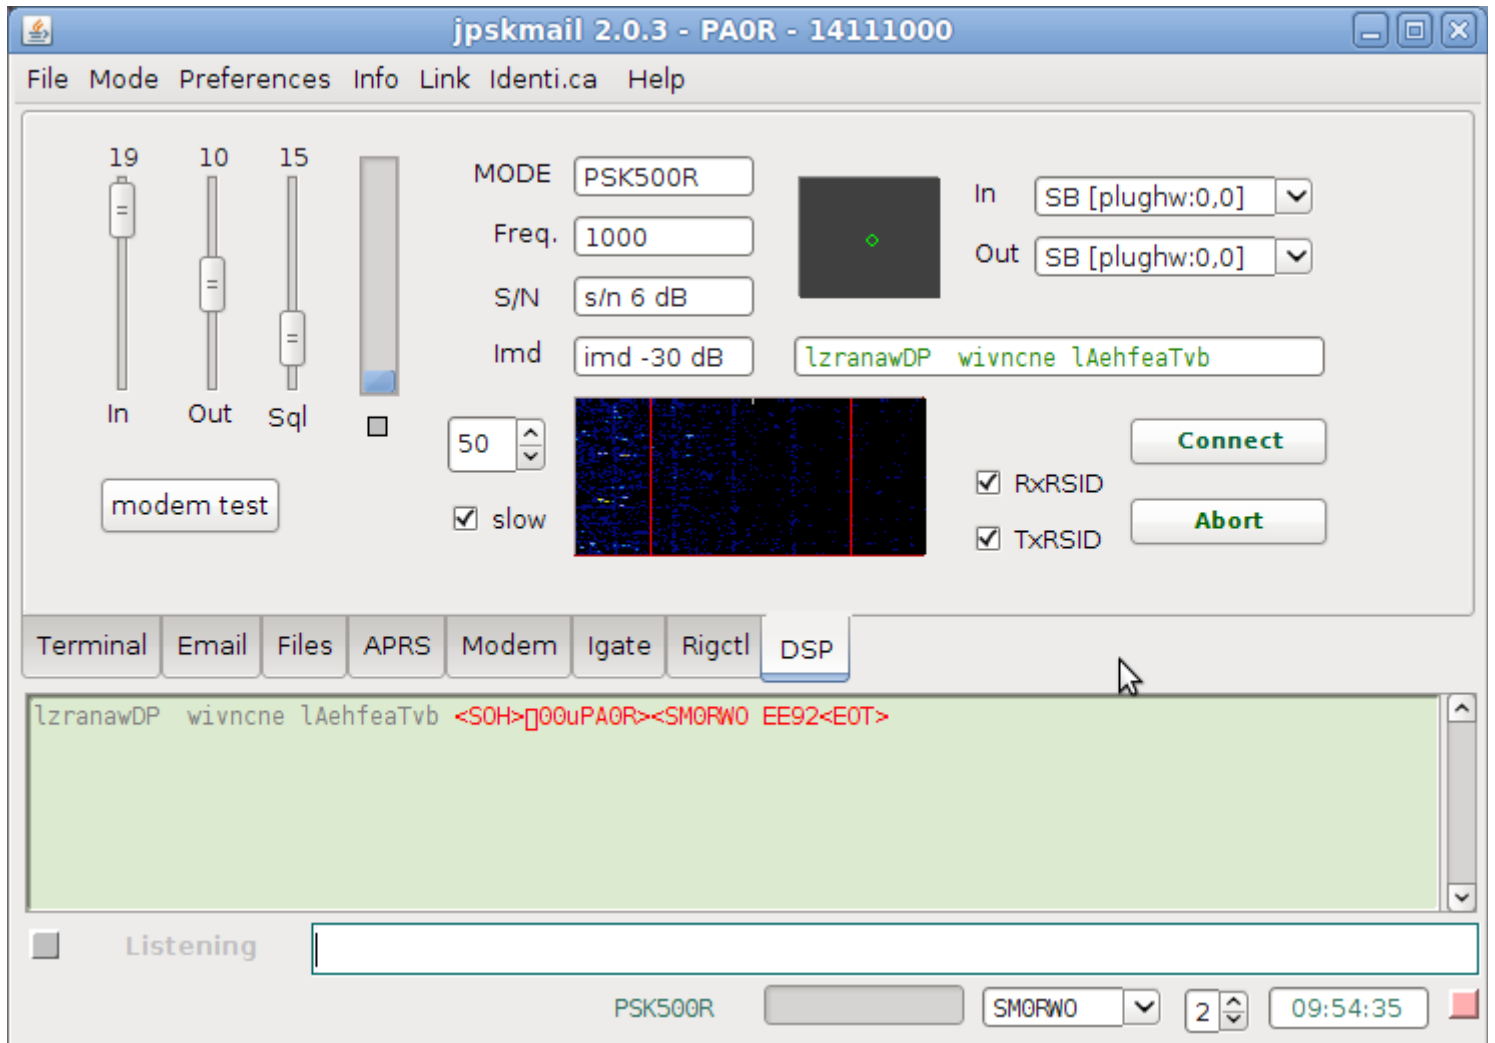 jpskmail 2.0.3 - PA0R - 14111000
File Mode Preferences Info Link Identi.ca Help
19 10 15
MODE PSK500R
In SB [plughw:0,0]
Freq. 1000
Out SB [plughw:0,0]
S/N s/n 6 dB
Imd imd -30 dB lzranawDP wivncne lAehfeaTvb
In Out Sql
50
Connect
RxRSID
modem test
slow
Abort
TxRSID
Terminal Email Files APRS Modem Igate Rigctl DSP
lzranawDP wivncne lAehfeaTvb <SOH>▯00uPA0R><SM0RWO EE92<EOT>
Listening
PSK500R SM0RWO 2 09:54:35